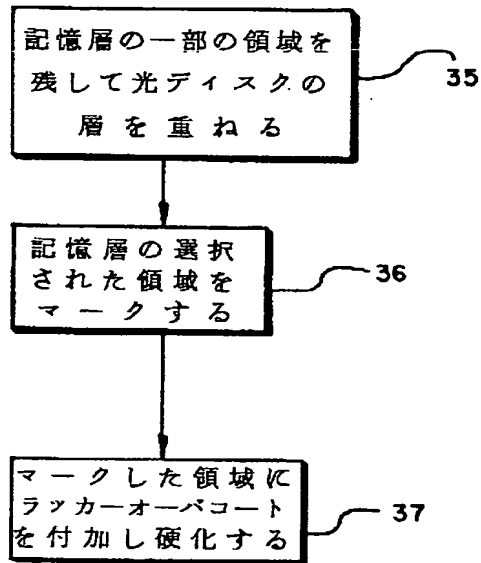 記憶層の一部の領域を
残して光ディスクの
層を重ねる
35
記憶層の選択
された領域を
マークする
36
マークした領域に
ラッカーオーバコート
を付加し硬化する
37